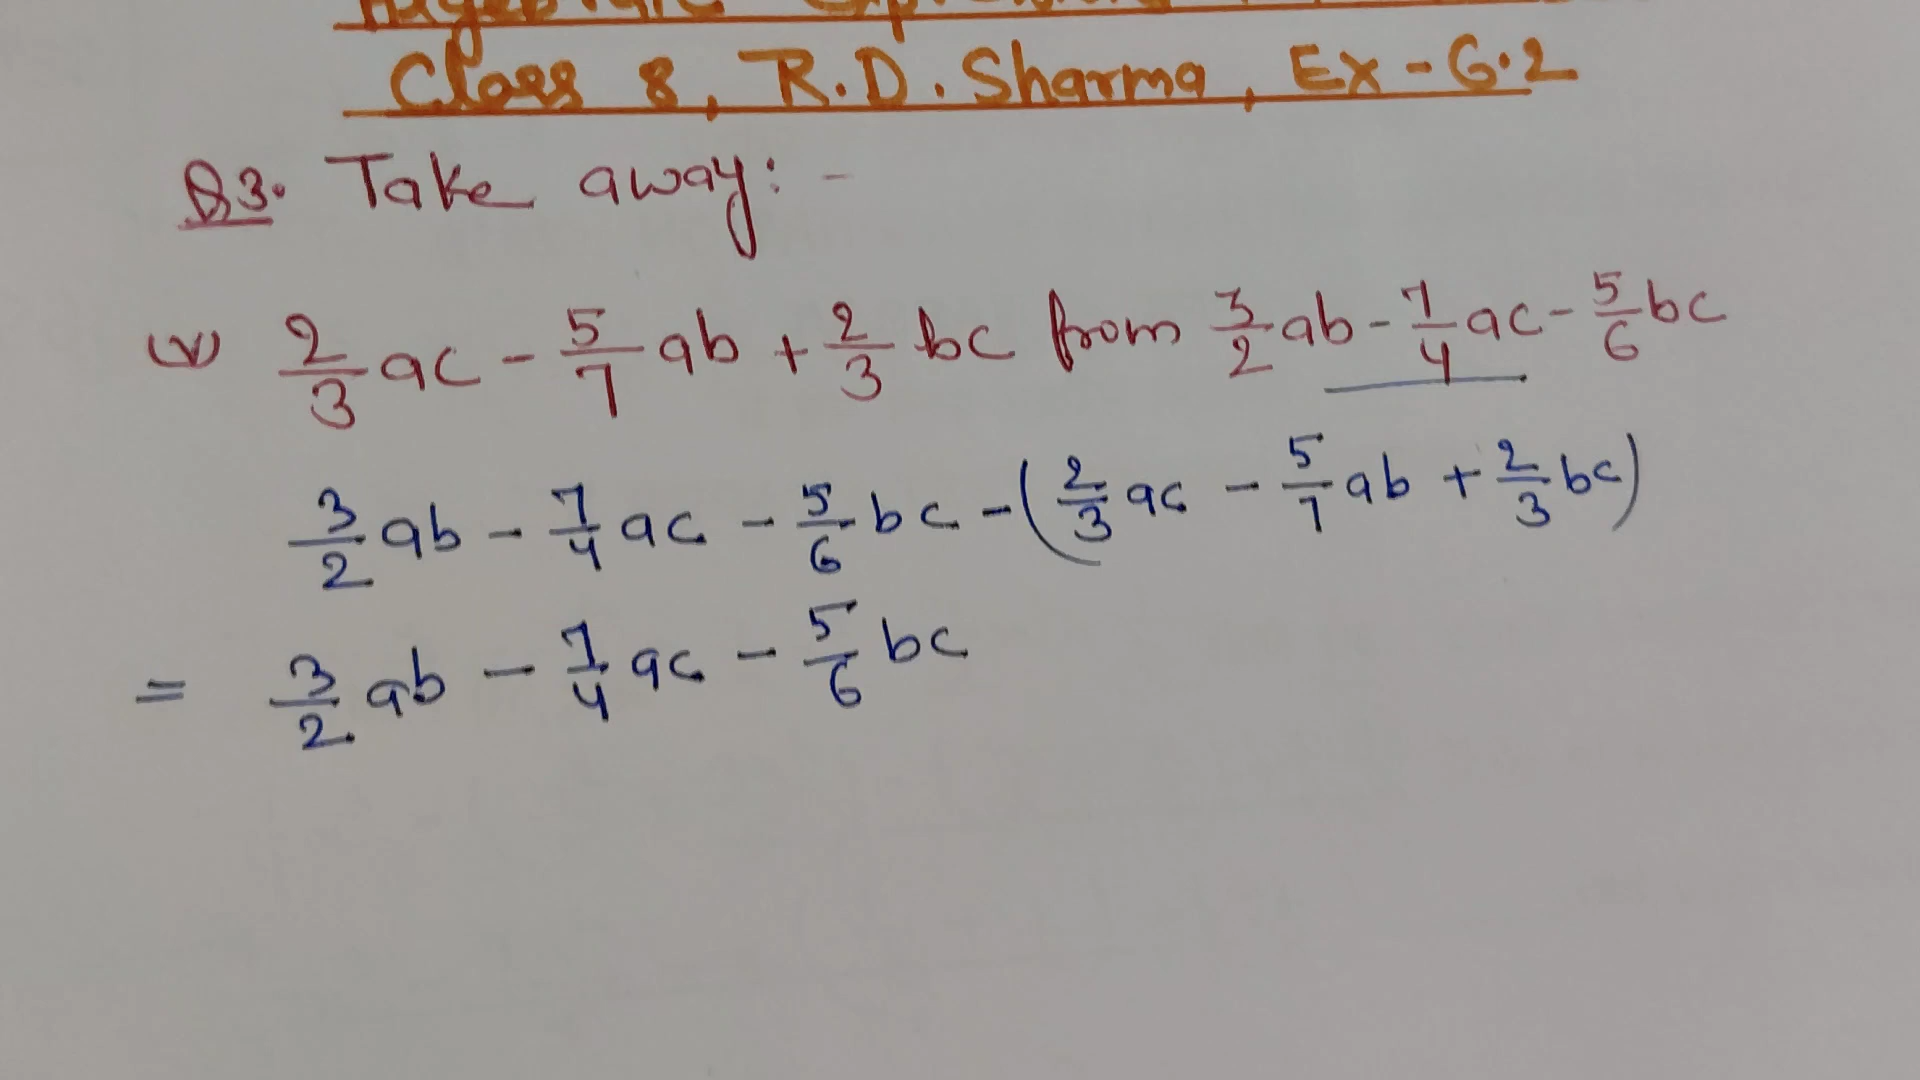 Class 8, R.D. Sharma, Ex-6.2
Q3. Take away:-
(v) 2/3 ac - 5/7 ab + 2/3 bc from 3/2 ab - 7/4 ac - 5/6 bc
3/2 ab - 7/4 ac - 5/6 bc - (2/3 ac - 5/7 ab + 2/3 bc)
= 3/2 ab - 7/4 ac - 5/6 bc